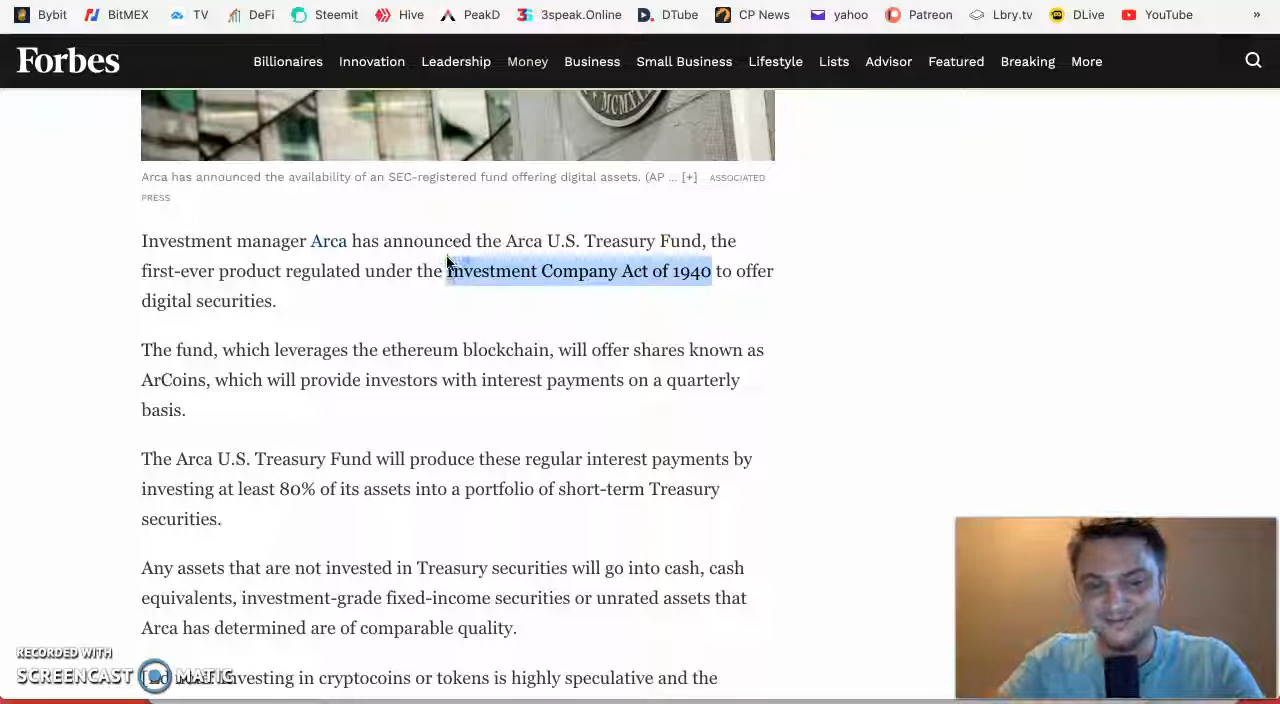 Bybit BitMEX TV DeFi Steemit Hive PeakD 3speak.Online DTube CP News yahoo Patreon Lbry.tv DLive YouTube »
Forbes Billionaires Innovation Leadership Money Business Small Business Lifestyle Lists Advisor Featured Breaking More
MCMXX
Arca has announced the availability of an SEC-registered fund offering digital assets. (AP ... [+] ASSOCIATED
PRESS
Investment manager Arca has announced the Arca U.S. Treasury Fund, the
first-ever product regulated under the Investment Company Act of 1940 to offer
digital securities.
The fund, which leverages the ethereum blockchain, will offer shares known as
ArCoins, which will provide investors with interest payments on a quarterly
basis.
The Arca U.S. Treasury Fund will produce these regular interest payments by
investing at least 80% of its assets into a portfolio of short-term Treasury
securities.
Any assets that are not invested in Treasury securities will go into cash, cash
equivalents, investment-grade fixed-income securities or unrated assets that
Arca has determined are of comparable quality.
RECORDED WITH
SCREENCAST MATIC
investing in cryptocoins or tokens is highly speculative and the